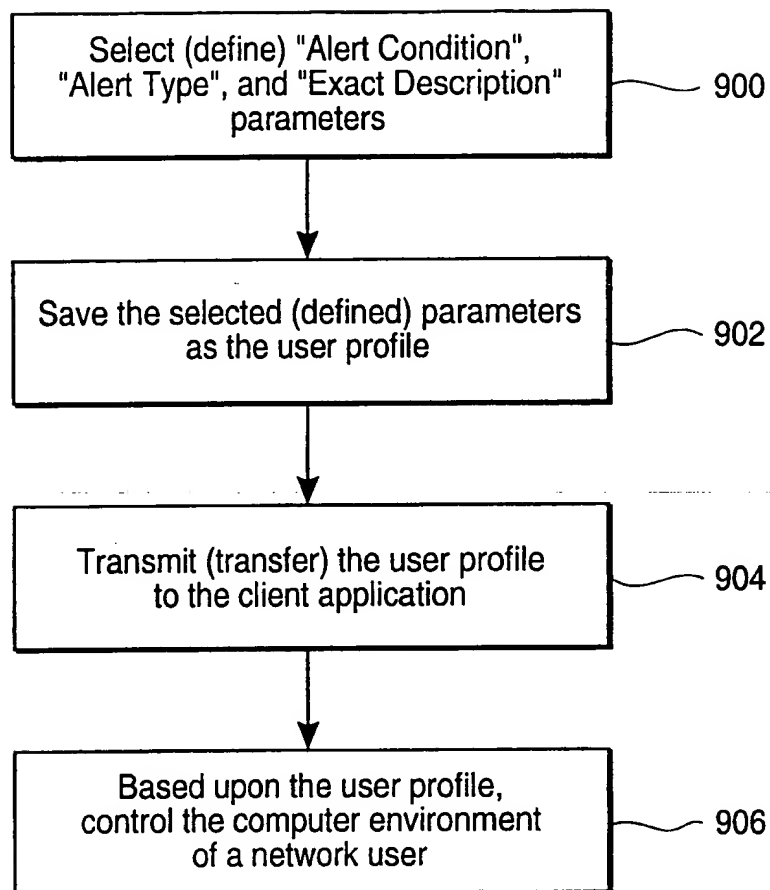 Select (define) "Alert Condition",
"Alert Type", and "Exact Description"
parameters
900
Save the selected (defined) parameters
as the user profile
902
Transmit (transfer) the user profile
to the client application
904
Based upon the user profile,
control the computer environment
of a network user
906